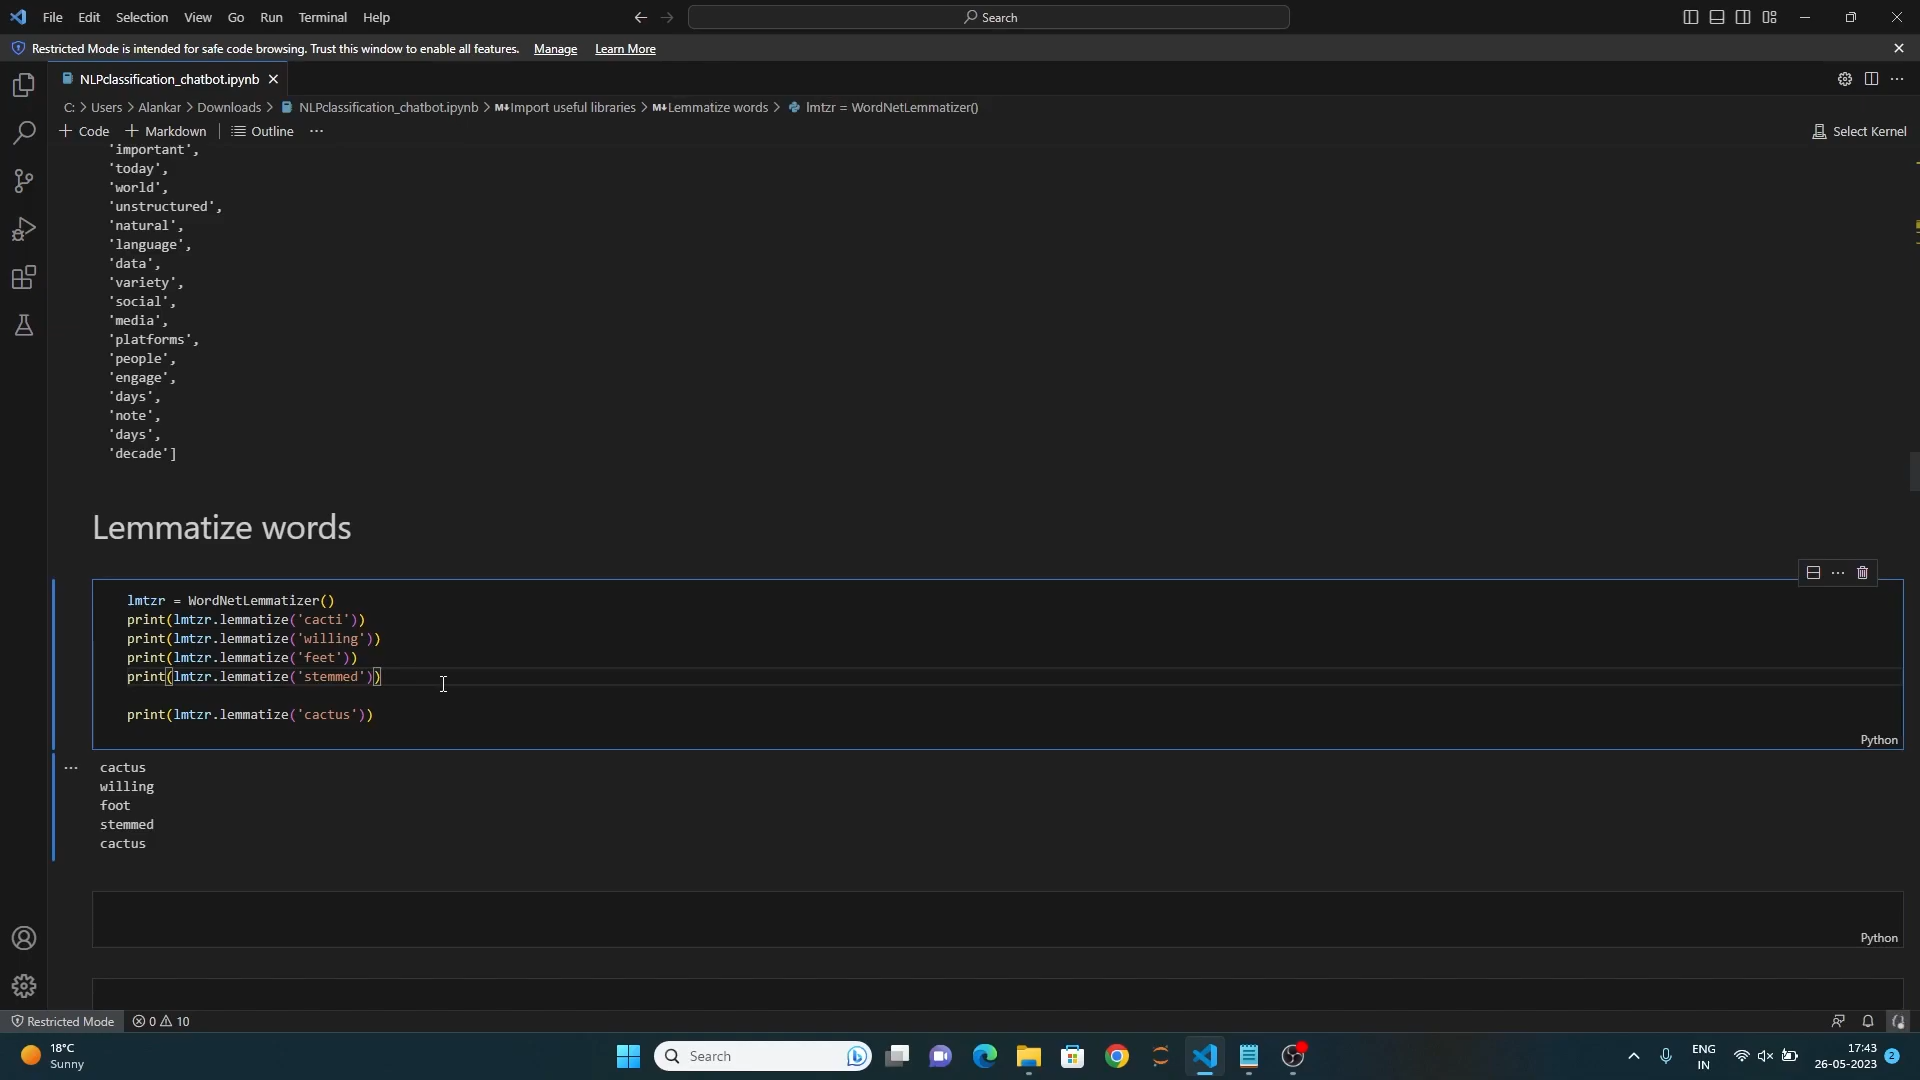 File Edit Selection View Go Run Terminal Help
Search
Restricted Mode is intended for safe code browsing. Trust this window to enable all features. Manage Learn More
NLPclassification_chatbot.ipynb
C: > Users > Alankar > Downloads > NLPclassification_chatbot.ipynb > M↓Import useful libraries > M↓Lemmatize words > lmtzr = WordNetLemmatizer()
+ Code + Markdown Outline ...
Select Kernel
'important',
'today',
'world',
'unstructured',
'natural',
'language',
'data',
'variety',
'social',
'media',
'platforms',
'people',
'engage',
'days',
'note',
'days',
'decade']
Lemmatize words
lmtzr = WordNetLemmatizer()
print(lmtzr.lemmatize('cacti'))
print(lmtzr.lemmatize('willing'))
print(lmtzr.lemmatize('feet'))
print(lmtzr.lemmatize('stemmed'))
print(lmtzr.lemmatize('cactus'))
Python
... cactus
willing
foot
stemmed
cactus
Python
Restricted Mode 0 10
18°C
Sunny
Search
ENG
IN
17:43
26-05-2023
2